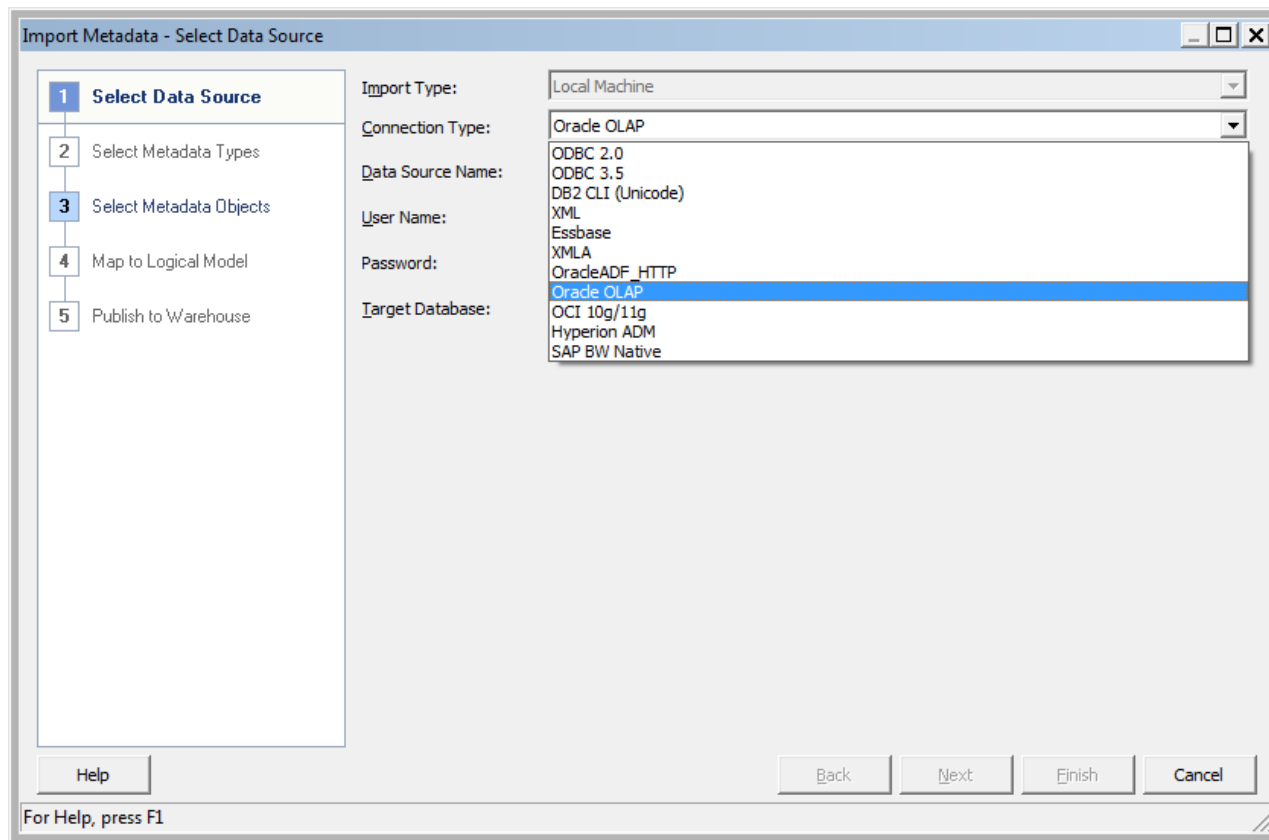 Import Metadata - Select Data Source
1 Select Data Source
2 Select Metadata Types
3 Select Metadata Objects
4 Map to Logical Model
5 Publish to Warehouse
Import Type: Local Machine
Connection Type: Oracle OLAP
ODBC 2.0
Data Source Name: ODBC 3.5
DB2 CLI (Unicode)
User Name: XML
Essbase
XMLA
Password: OracleADF_HTTP
Oracle OLAP
Target Database: OCI 10g/11g
Hyperion ADM
SAP BW Native
Help Back Next Finish Cancel
For Help, press F1